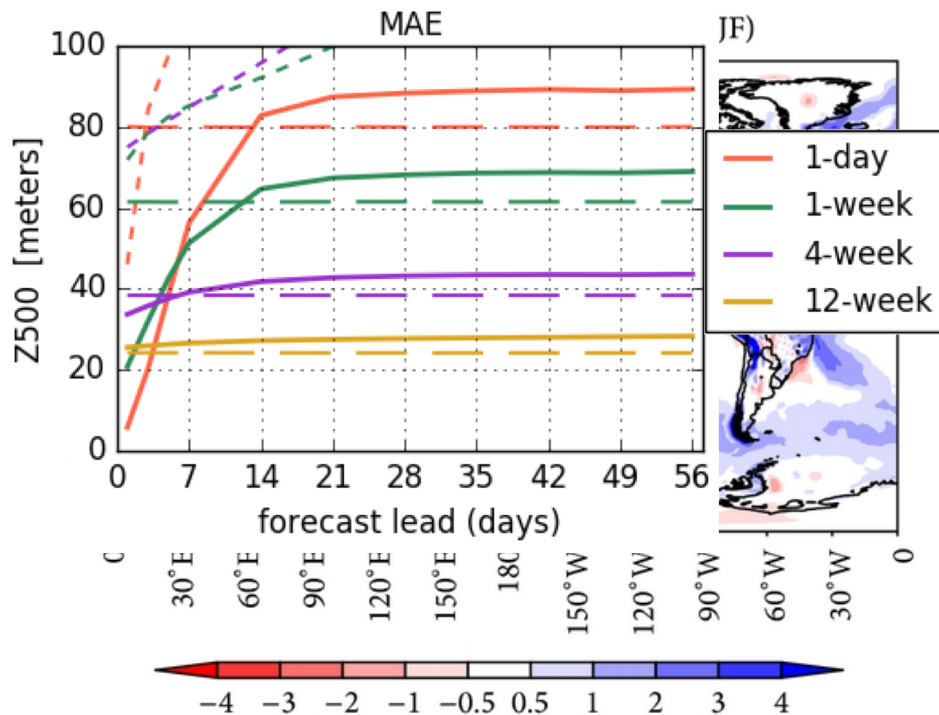 MAE
JF)
100
80
60
40
20
0
Z500 [meters]
1-day
1-week
4-week
12-week
0 7 14 21 28 35 42 49 56
forecast lead (days)
30°E 60°E 90°E 120°E 150°E 180 150°W 120°W 90°W 60°W 30°W 0
−4 −3 −2 −1 −0.5 0.5 1 2 3 4